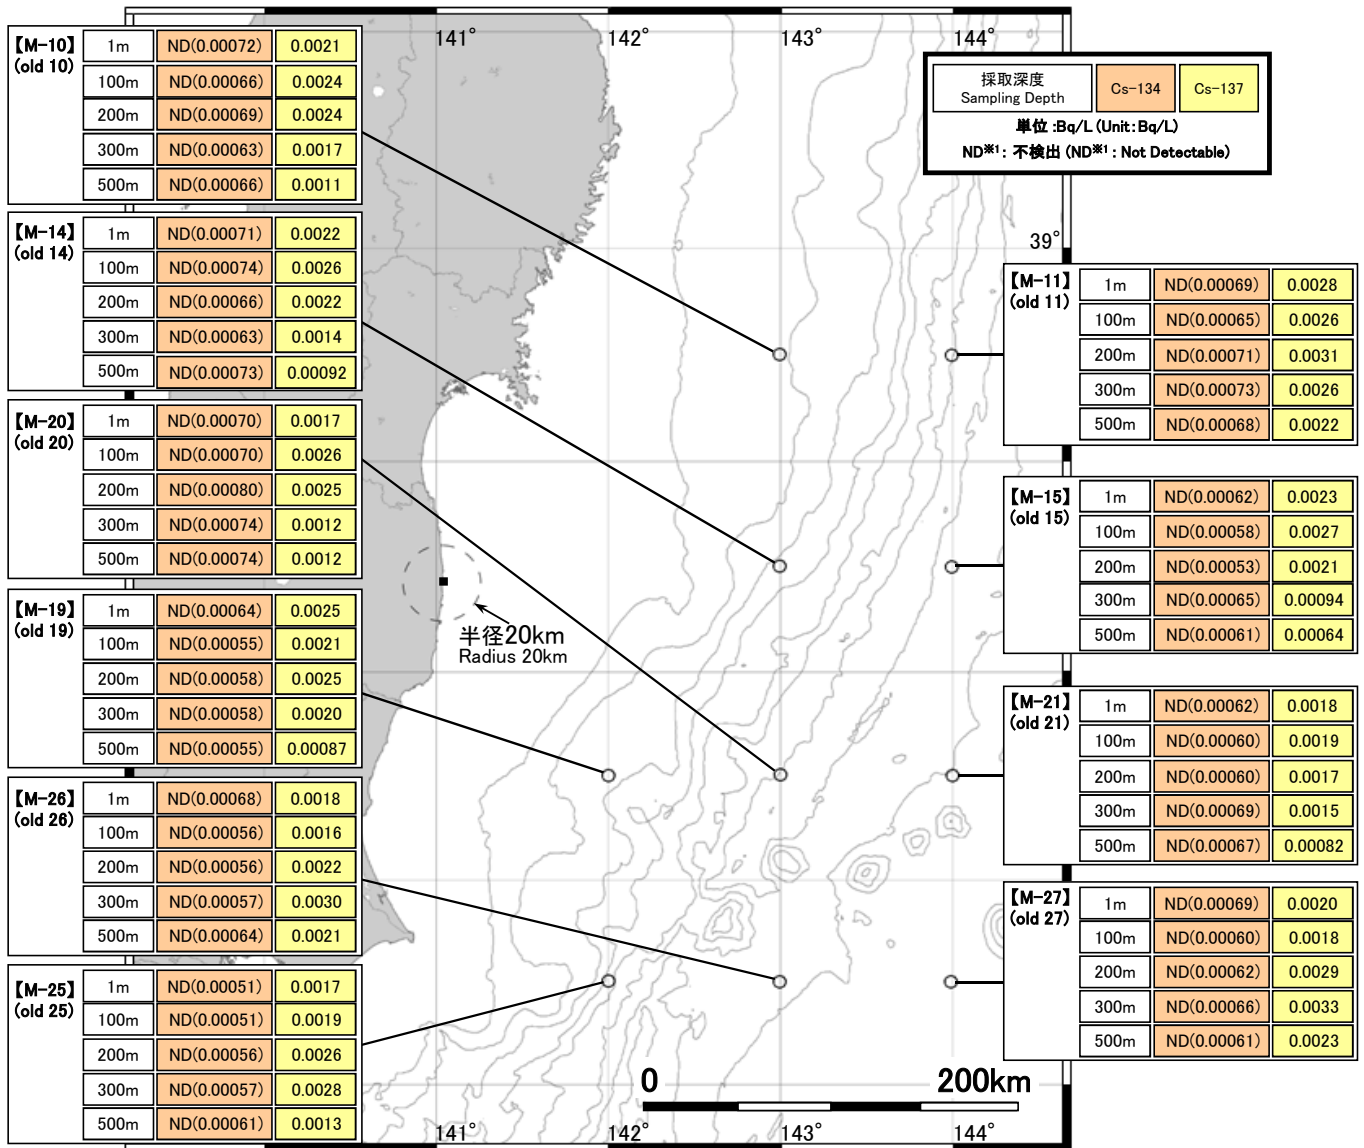 141° 142° 143° 144°
採取深度
Sampling Depth
Cs-134 Cs-137
単位:Bq/L (Unit:Bq/L)
ND※1: 不検出 (ND※1 : Not Detectable)
39°
【M-10】
(old 10)
1m ND(0.00072) 0.0021
100m ND(0.00066) 0.0024
200m ND(0.00069) 0.0024
300m ND(0.00063) 0.0017
500m ND(0.00066) 0.0011
【M-14】
(old 14)
1m ND(0.00071) 0.0022
100m ND(0.00074) 0.0026
200m ND(0.00066) 0.0022
300m ND(0.00063) 0.0014
500m ND(0.00073) 0.00092
【M-20】
(old 20)
1m ND(0.00070) 0.0017
100m ND(0.00070) 0.0026
200m ND(0.00080) 0.0025
300m ND(0.00074) 0.0012
500m ND(0.00074) 0.0012
【M-19】
(old 19)
1m ND(0.00064) 0.0025
100m ND(0.00055) 0.0021
200m ND(0.00058) 0.0025
300m ND(0.00058) 0.0020
500m ND(0.00055) 0.00087
【M-26】
(old 26)
1m ND(0.00068) 0.0018
100m ND(0.00056) 0.0016
200m ND(0.00056) 0.0022
300m ND(0.00057) 0.0030
500m ND(0.00064) 0.0021
【M-25】
(old 25)
1m ND(0.00051) 0.0017
100m ND(0.00051) 0.0019
200m ND(0.00056) 0.0026
300m ND(0.00057) 0.0028
500m ND(0.00061) 0.0013
半径20km
Radius 20km
【M-11】
(old 11)
1m ND(0.00069) 0.0028
100m ND(0.00065) 0.0026
200m ND(0.00071) 0.0031
300m ND(0.00073) 0.0026
500m ND(0.00068) 0.0022
【M-15】
(old 15)
1m ND(0.00062) 0.0023
100m ND(0.00058) 0.0027
200m ND(0.00053) 0.0021
300m ND(0.00065) 0.00094
500m ND(0.00061) 0.00064
【M-21】
(old 21)
1m ND(0.00062) 0.0018
100m ND(0.00060) 0.0019
200m ND(0.00060) 0.0017
300m ND(0.00069) 0.0015
500m ND(0.00067) 0.00082
【M-27】
(old 27)
1m ND(0.00069) 0.0020
100m ND(0.00060) 0.0018
200m ND(0.00062) 0.0029
300m ND(0.00066) 0.0033
500m ND(0.00061) 0.0023
0 200km
141° 142° 143° 144°